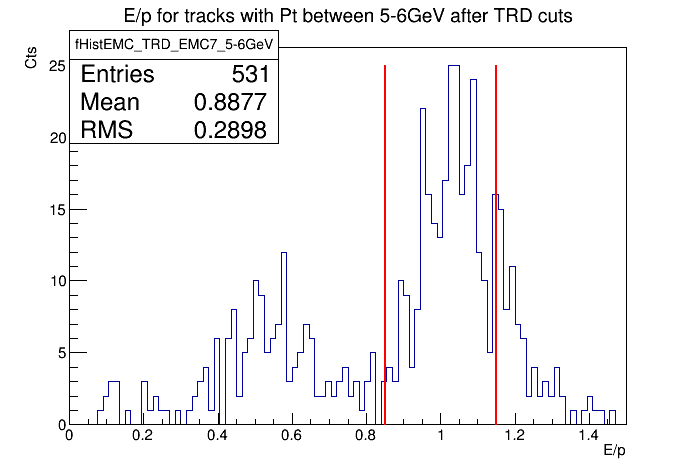 E/p for tracks with Pt between 5-6GeV after TRD cuts
fHistEMC_TRD_EMC7_5-6GeV
Entries 531
Mean 0.8877
RMS 0.2898
Cts
25
20
15
10
5
0
0 0.2 0.4 0.6 0.8 1 1.2 1.4
E/p